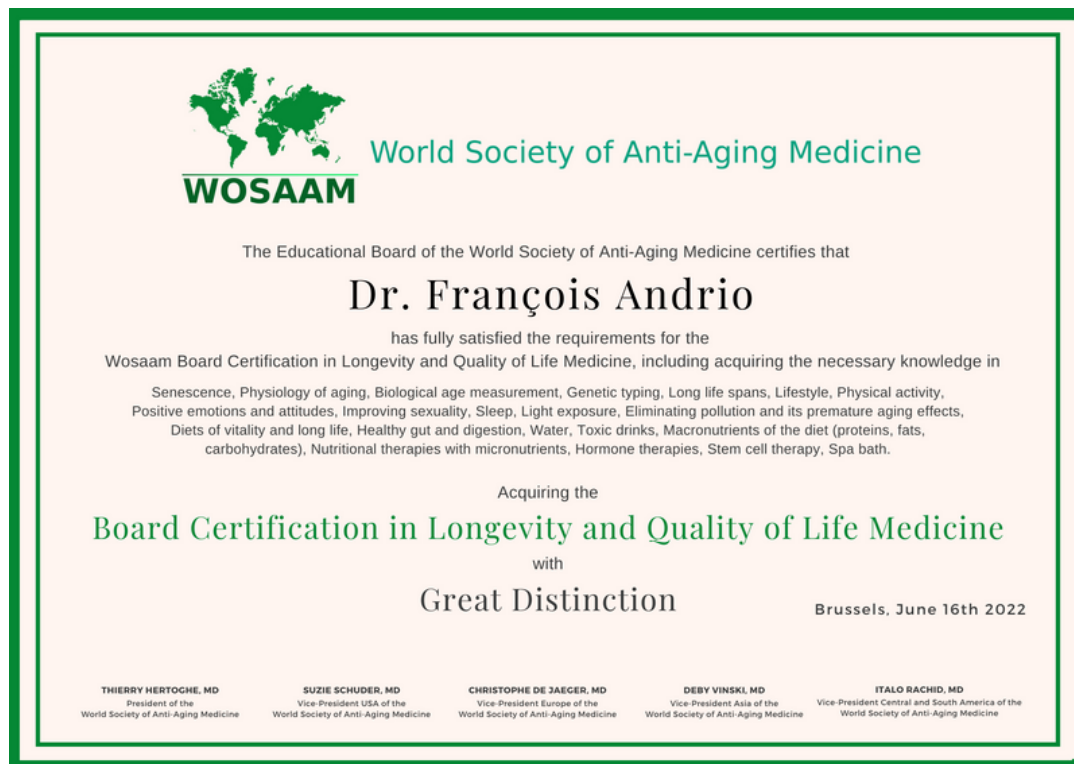 World Society of Anti-Aging Medicine
WOSAAM
The Educational Board of the World Society of Anti-Aging Medicine certifies that
Dr. François Andrio
has fully satisfied the requirements for the
Wosaam Board Certification in Longevity and Quality of Life Medicine, including acquiring the necessary knowledge in
Senescence, Physiology of aging, Biological age measurement, Genetic typing, Long life spans, Lifestyle, Physical activity,
Positive emotions and attitudes, Improving sexuality, Sleep, Light exposure, Eliminating pollution and its premature aging effects,
Diets of vitality and long life, Healthy gut and digestion, Water, Toxic drinks, Macronutrients of the diet (proteins, fats,
carbohydrates), Nutritional therapies with micronutrients, Hormone therapies, Stem cell therapy, Spa bath.
Acquiring the
Board Certification in Longevity and Quality of Life Medicine
with
Great Distinction
Brussels, June 16th 2022
THIERRY HERTOGHE, MD
President of the
World Society of Anti-Aging Medicine
SUZIE SCHUDER, MD
Vice-President USA of the
World Society of Anti-Aging Medicine
CHRISTOPHE DE JAEGER, MD
Vice-President Europe of the
World Society of Anti-Aging Medicine
DEBY VINSKI, MD
Vice-President Asia of the
World Society of Anti-Aging Medicine
ITALO RACHID, MD
Vice-President Central and South America of the
World Society of Anti-Aging Medicine